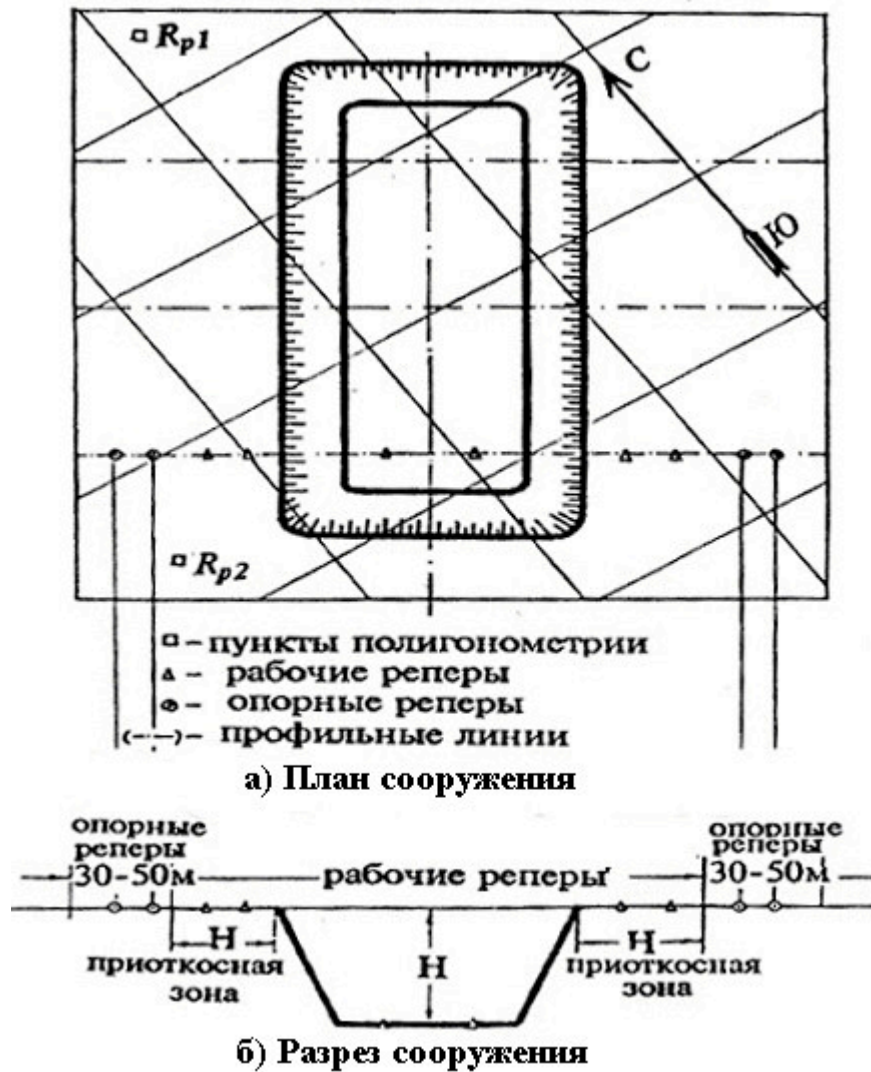 Rp1
С
Ю
Rp2
□ – пункты полигонометрии
△ – рабочие реперы
– опорные реперы
(–·–)– профильные линии
а) План сооружения
опорные реперы
30-50м
рабочие реперы
опорные реперы
30-50м
H
приоткосная зона
H
H
приоткосная зона
б) Разрез сооружения